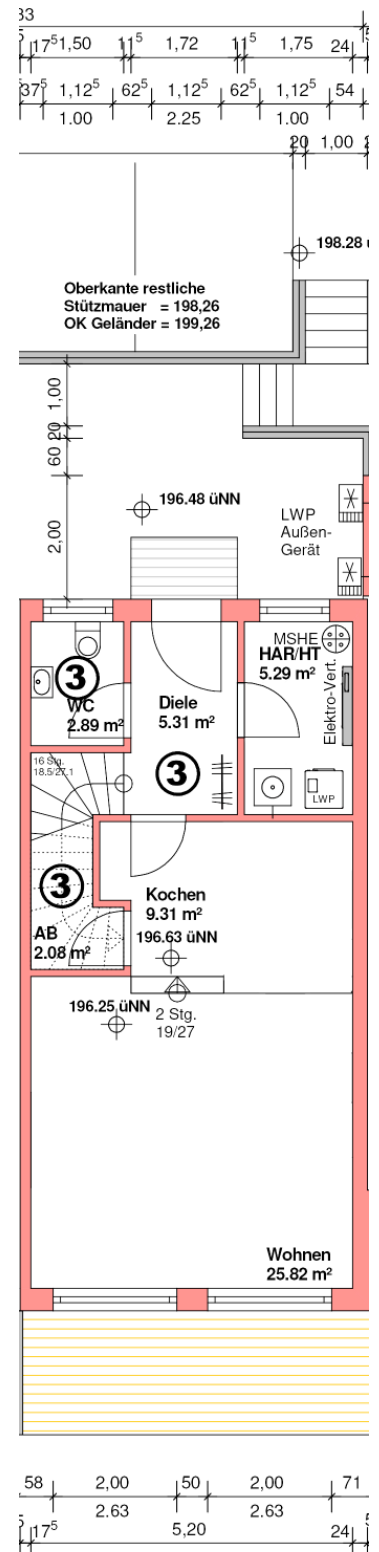 33
17⁵ 1,50 11⁵ 1,72 11⁵ 1,75 24
37⁵ 1,12⁵ 62⁵ 1,12⁵ 62⁵ 1,12⁵ 54
1.00 2.25 1.00
20 1,00
198.28
Oberkante restliche
Stützmauer = 198,26
OK Geländer = 199,26
1,00
20
60
2,00
196.48 üNN
LWP
Außen-
Gerät
MSHE
HAR/HT
5.29 m²
Elektro-Vert.
3
WC
2.89 m²
Diele
5.31 m²
3
16 Stg.
18.5/27.1
LWP
3
AB
2.08 m²
Kochen
9.31 m²
196.63 üNN
196.25 üNN
2 Stg.
19/27
Wohnen
25.82 m²
58 2,00 50 2,00 71
2.63 2.63
17⁵ 5,20 24